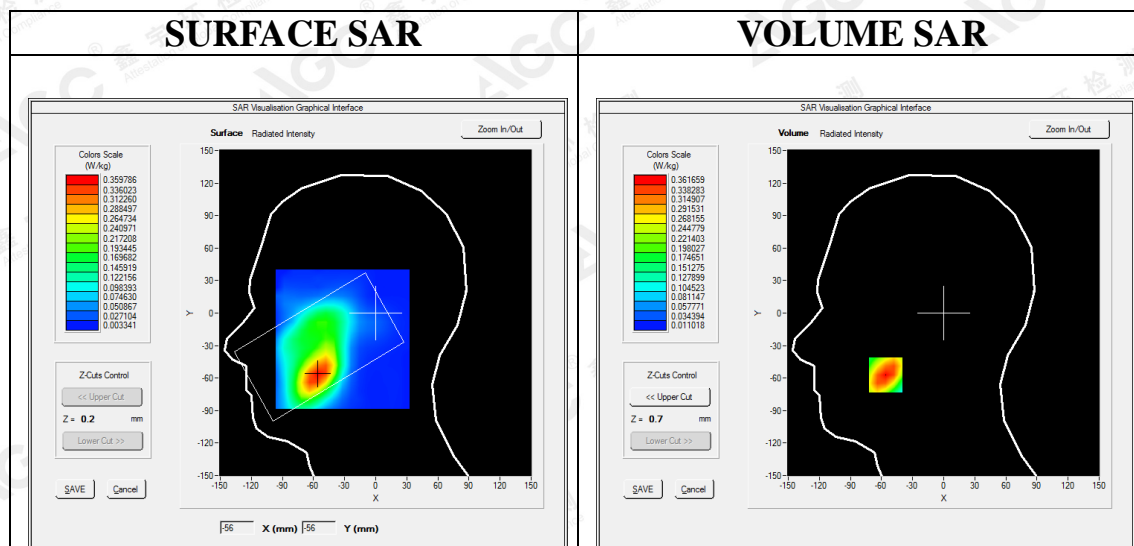 SURFACE SAR
VOLUME SAR
SAR Visualisation Graphical Interface
Surface Radiated Intensity
Zoom In/Out
Colors Scale
(W/kg)
0.359786
0.336023
0.312260
0.288497
0.264734
0.240971
0.217208
0.193445
0.169682
0.145919
0.122156
0.098393
0.074630
0.050867
0.027104
0.003341
150
120
90
60
30
0
-30
-60
-90
-120
-150
Y
-150 -120 -90 -60 -30 0 30 60 90 120 150
X
Z-Cuts Control
<< Upper Cut
Z = 0.2 mm
Lower Cut >>
SAVE Cancel
-56 X (mm) -56 Y (mm)
SAR Visualisation Graphical Interface
Volume Radiated Intensity
Zoom In/Out
Colors Scale
(W/kg)
0.361659
0.338283
0.314907
0.291531
0.268155
0.244779
0.221403
0.198027
0.174651
0.151275
0.127899
0.104523
0.081147
0.057771
0.034394
0.011018
150
120
90
60
30
0
-30
-60
-90
-120
-150
Y
-150 -120 -90 -60 -30 0 30 60 90 120 150
X
Z-Cuts Control
<< Upper Cut
Z = 0.7 mm
Lower Cut >>
SAVE Cancel
AGC